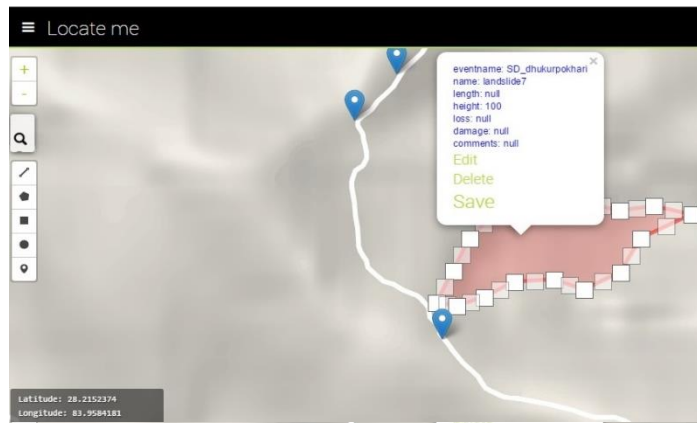 Locate me
+
-
eventname: SD_dhukurpokhari
name: landslide7
length: null
height: 100
loss: null
damage: null
comments: null
Edit
Delete
Save
Latitude: 28.2152374
Longitude: 83.9584181